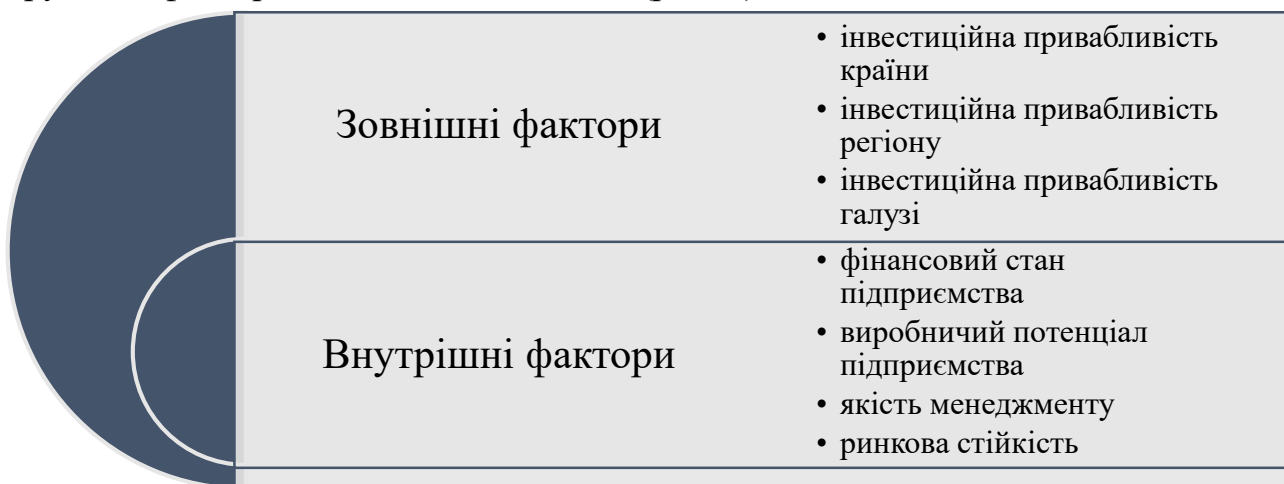 Зовнішні фактори
• інвестиційна привабливість
країни
• інвестиційна привабливість
регіону
• інвестиційна привабливість
галузі
Внутрішні фактори
• фінансовий стан
підприємства
• виробничий потенціал
підприємства
• якість менеджменту
• ринкова стійкість